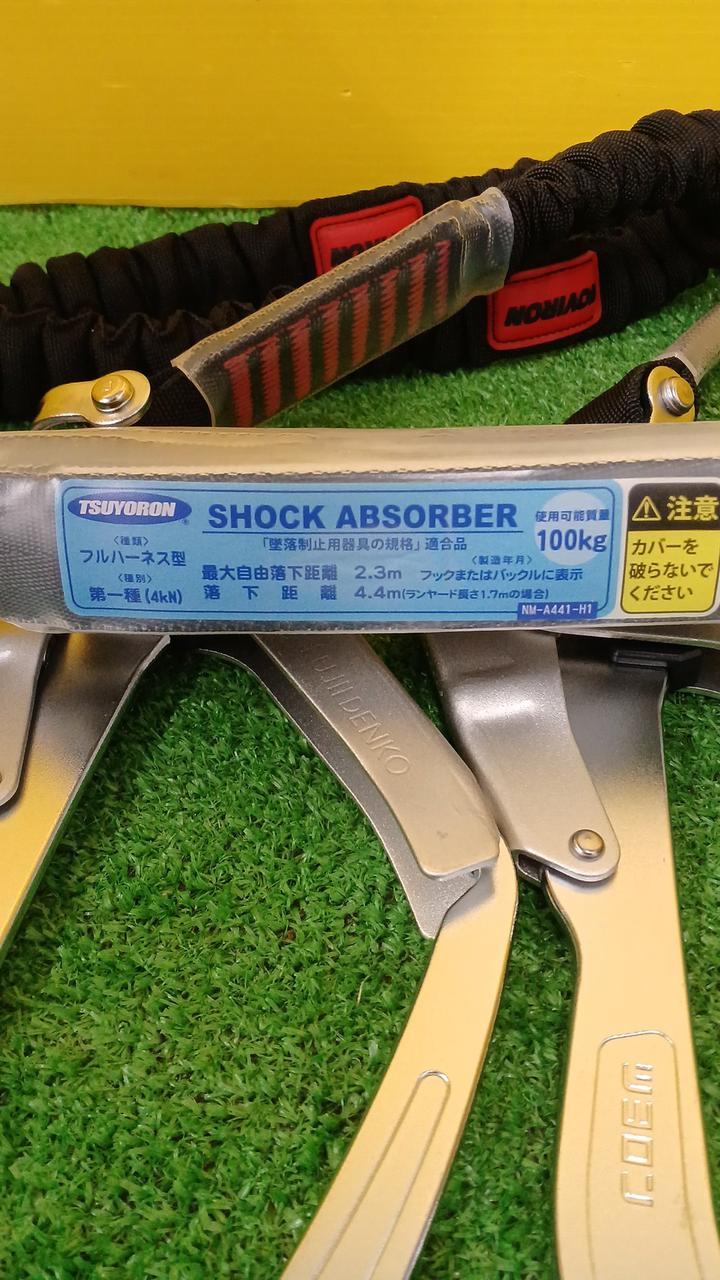 TOYIRON
TSUYORON
SHOCK ABSORBER
使用可能質量
100kg
「墜落制止用器具の規格」適合品
〈種類〉
フルハーネス型
〈種別〉
第一種(4kN)
〈製造年月〉
最大自由落下距離 2.3m フックまたはバックルに表示
落下距離 4.4m(ランヤード長さ1.7mの場合)
NM-A441-H1
⚠ 注意
カバーを
破らないで
ください
FUJII DENKO